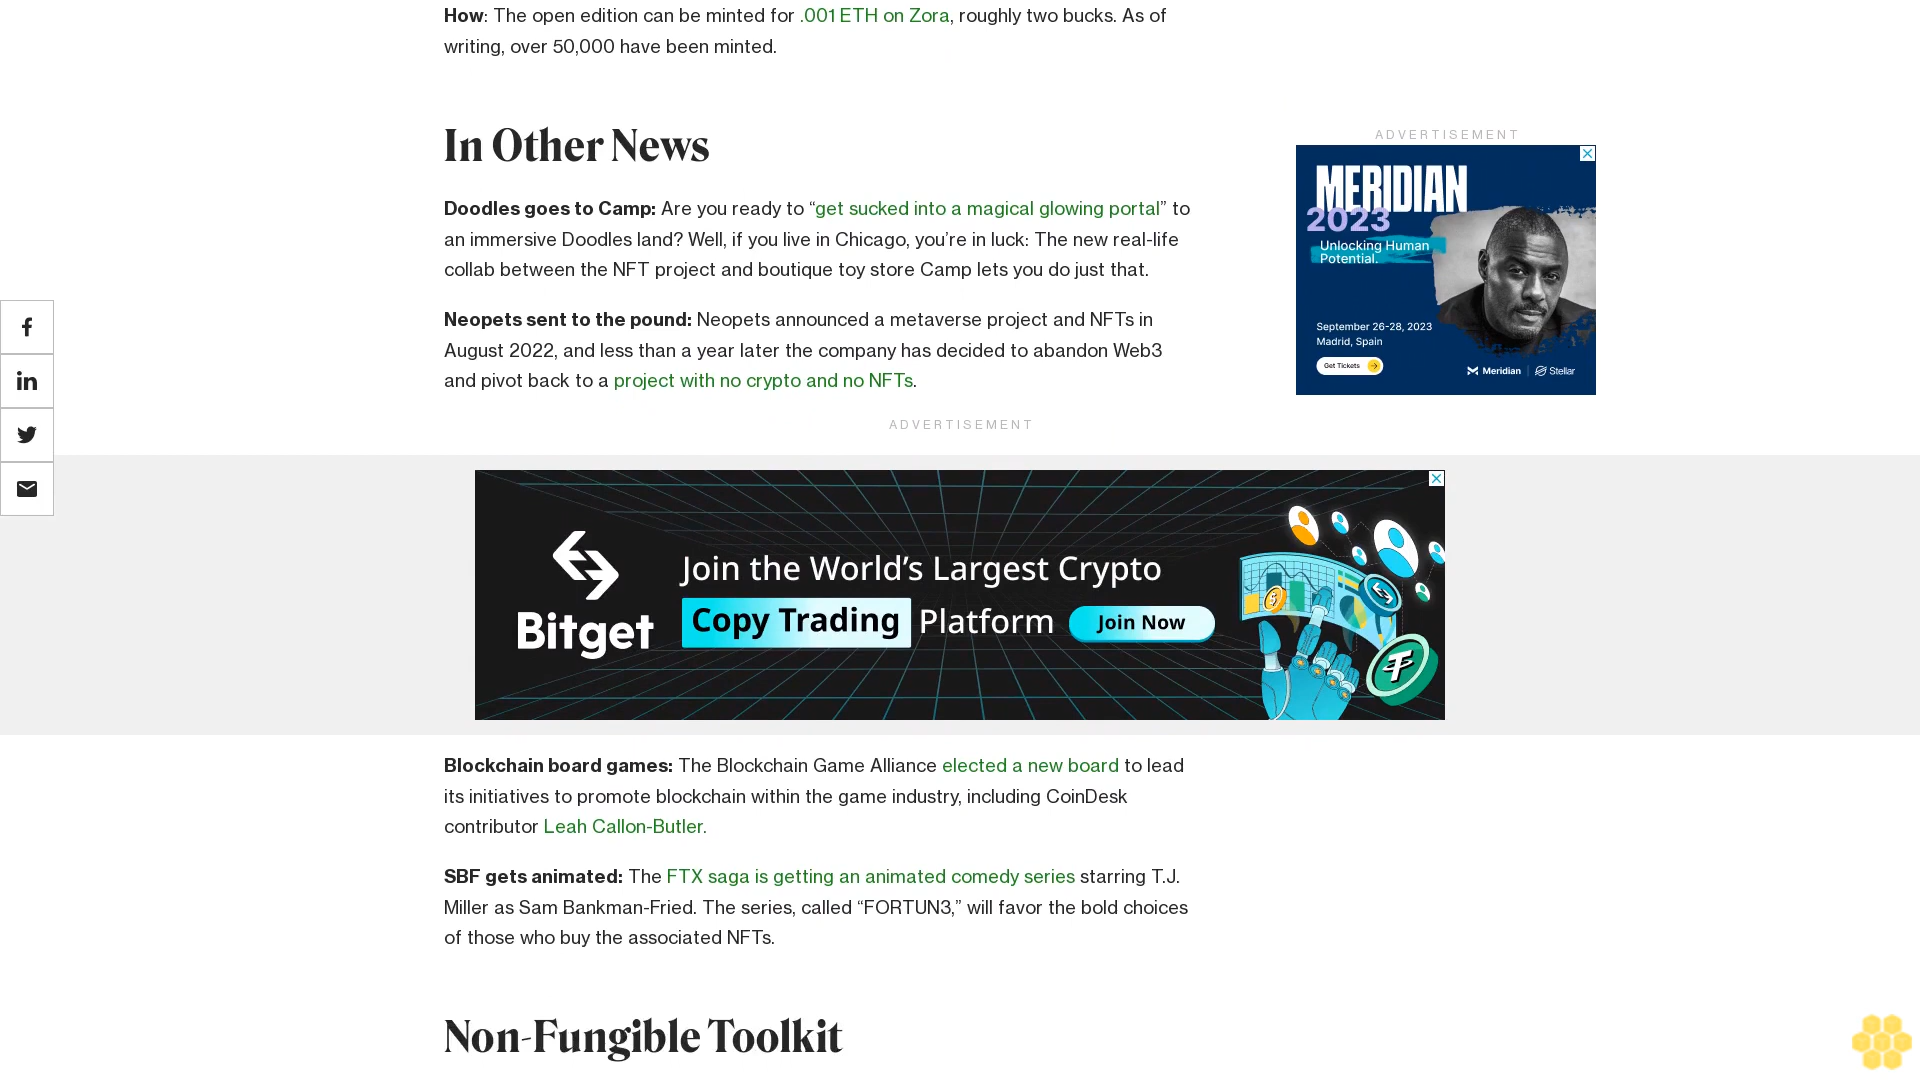 How: The open edition can be minted for .001 ETH on Zora, roughly two bucks. As of
writing, over 50,000 have been minted.
In Other News
Doodles goes to Camp: Are you ready to “get sucked into a magical glowing portal” to
an immersive Doodles land? Well, if you live in Chicago, you’re in luck: The new real-life
collab between the NFT project and boutique toy store Camp lets you do just that.
Neopets sent to the pound: Neopets announced a metaverse project and NFTs in
August 2022, and less than a year later the company has decided to abandon Web3
and pivot back to a project with no crypto and no NFTs.
ADVERTISEMENT
MERIDIAN
2023
Unlocking Human
Potential.
September 26-28, 2023
Madrid, Spain
Get Tickets
Meridian | Stellar
ADVERTISEMENT
Bitget
Join the World’s Largest Crypto
Copy Trading Platform
Join Now
Blockchain board games: The Blockchain Game Alliance elected a new board to lead
its initiatives to promote blockchain within the game industry, including CoinDesk
contributor Leah Callon-Butler.
SBF gets animated: The FTX saga is getting an animated comedy series starring T.J.
Miller as Sam Bankman-Fried. The series, called “FORTUN3,” will favor the bold choices
of those who buy the associated NFTs.
Non-Fungible Toolkit